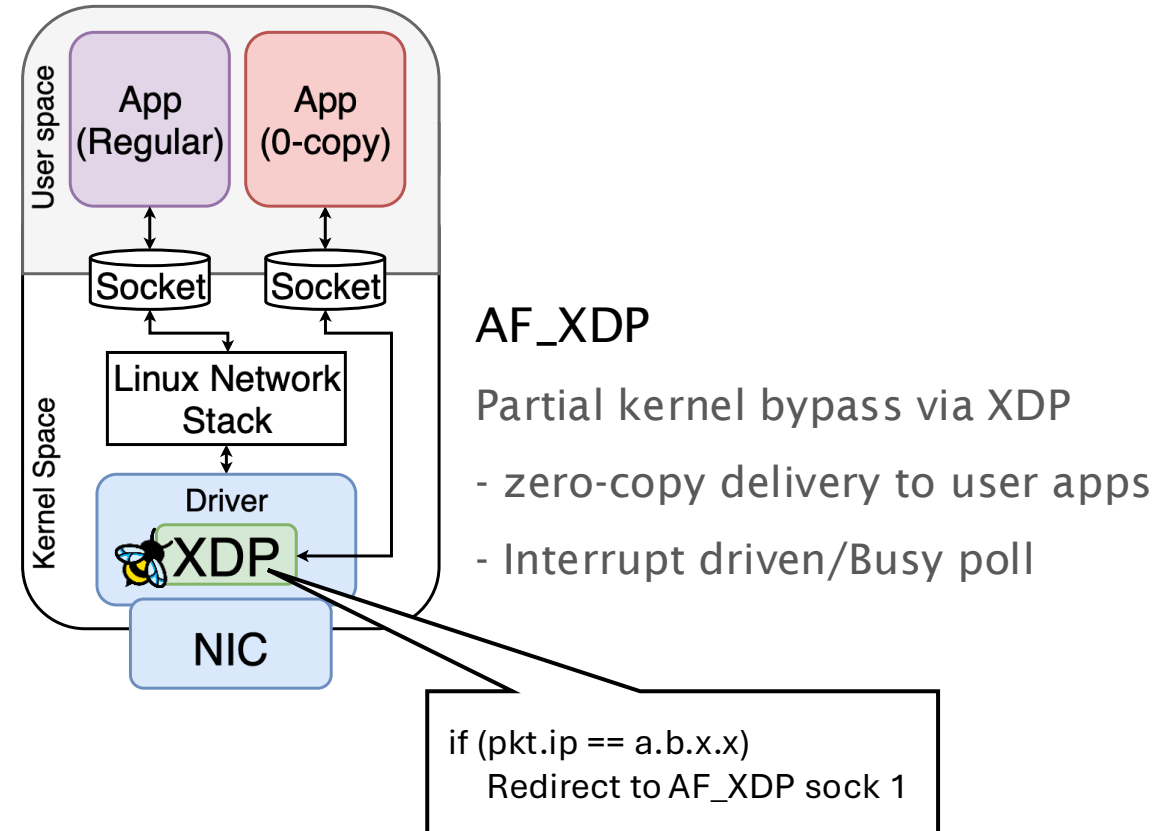 User space
App
(Regular)
App
(0-copy)
Socket
Socket
Linux Network
Stack
Kernel Space
Driver
XDP
NIC
AF_XDP
Partial kernel bypass via XDP
- zero-copy delivery to user apps
- Interrupt driven/Busy poll
if (pkt.ip == a.b.x.x)
Redirect to AF_XDP sock 1